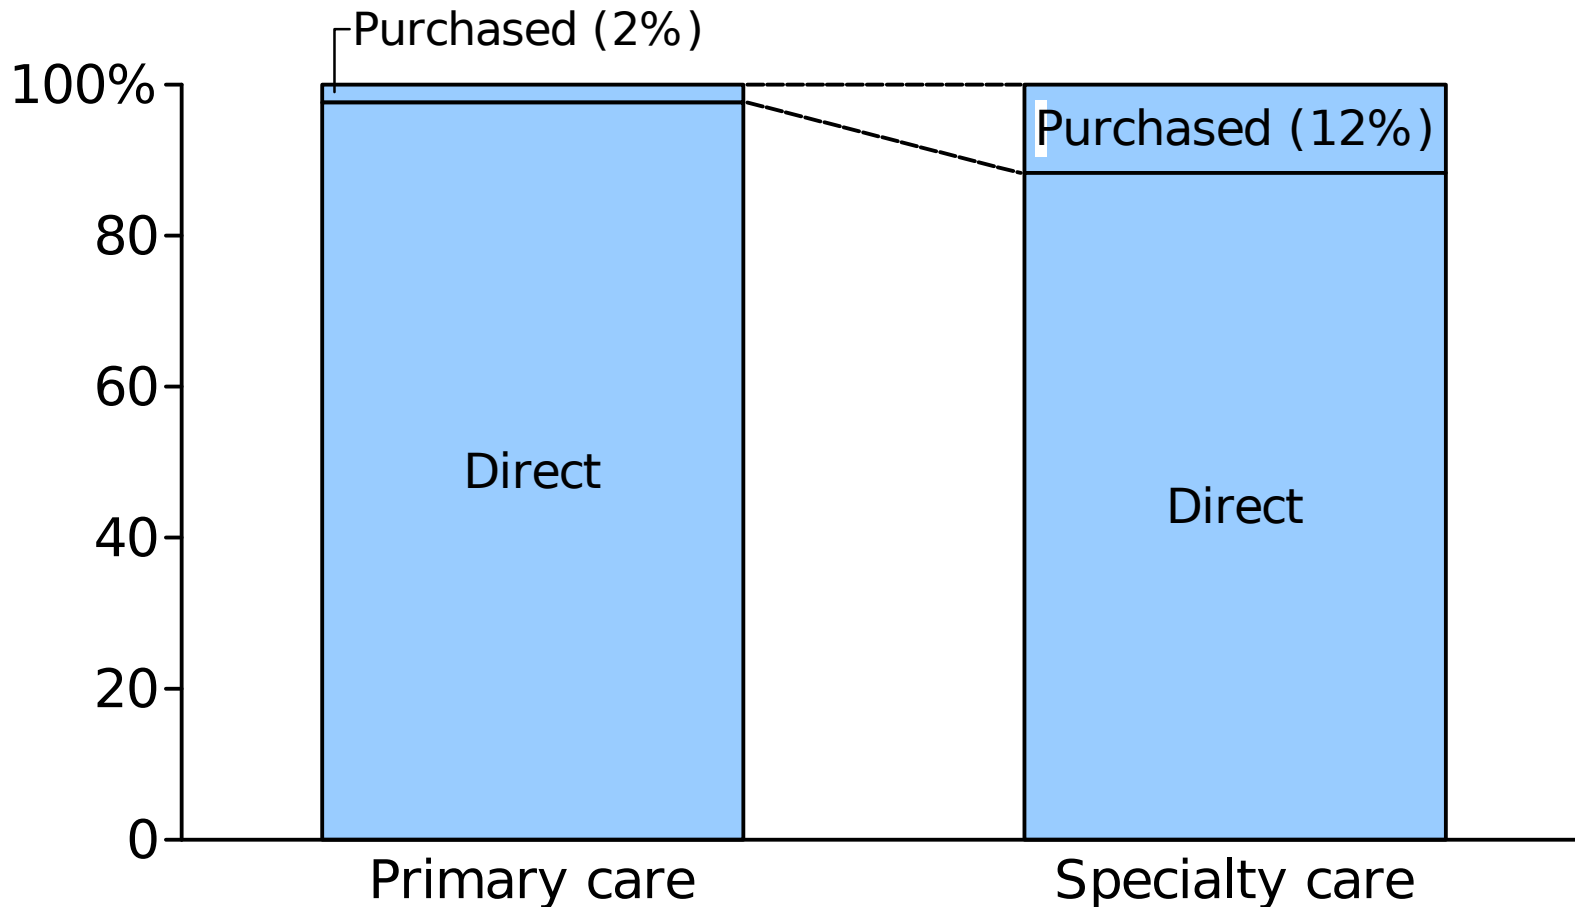 Purchased (2%)
100%
Purchased (12%)
80
60
Direct
Direct
40
20
0
Primary care
Specialty care